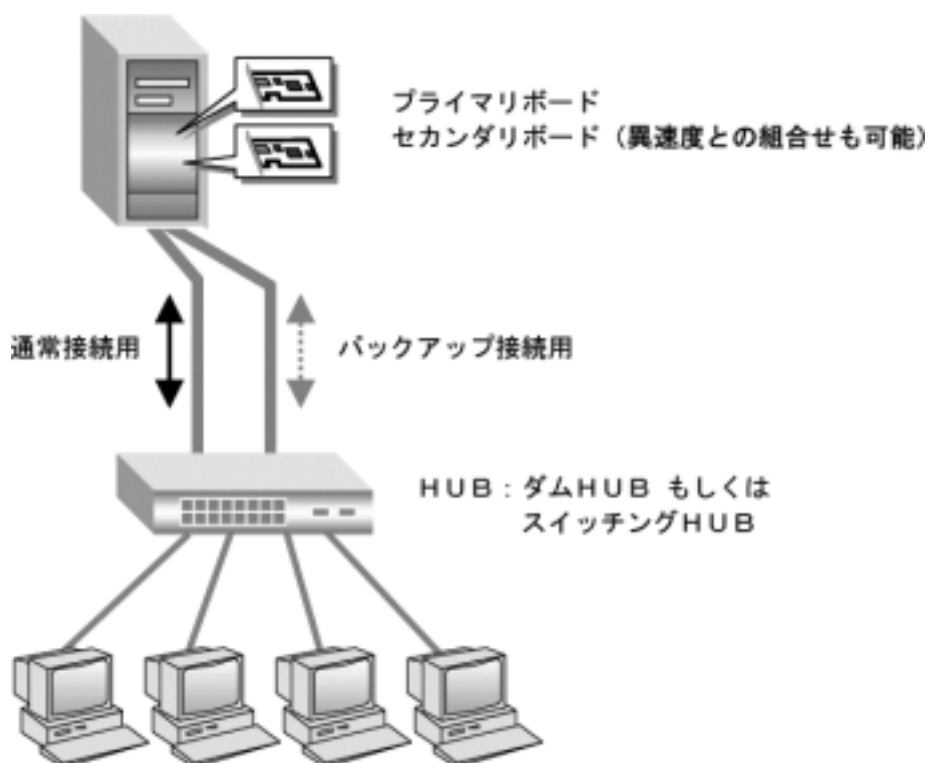 プライマリボード
セカンダリボード（異速度との組合せも可能）
通常接続用
バックアップ接続用
ＨＵＢ：ダムＨＵＢ もしくは
スイッチングＨＵＢ